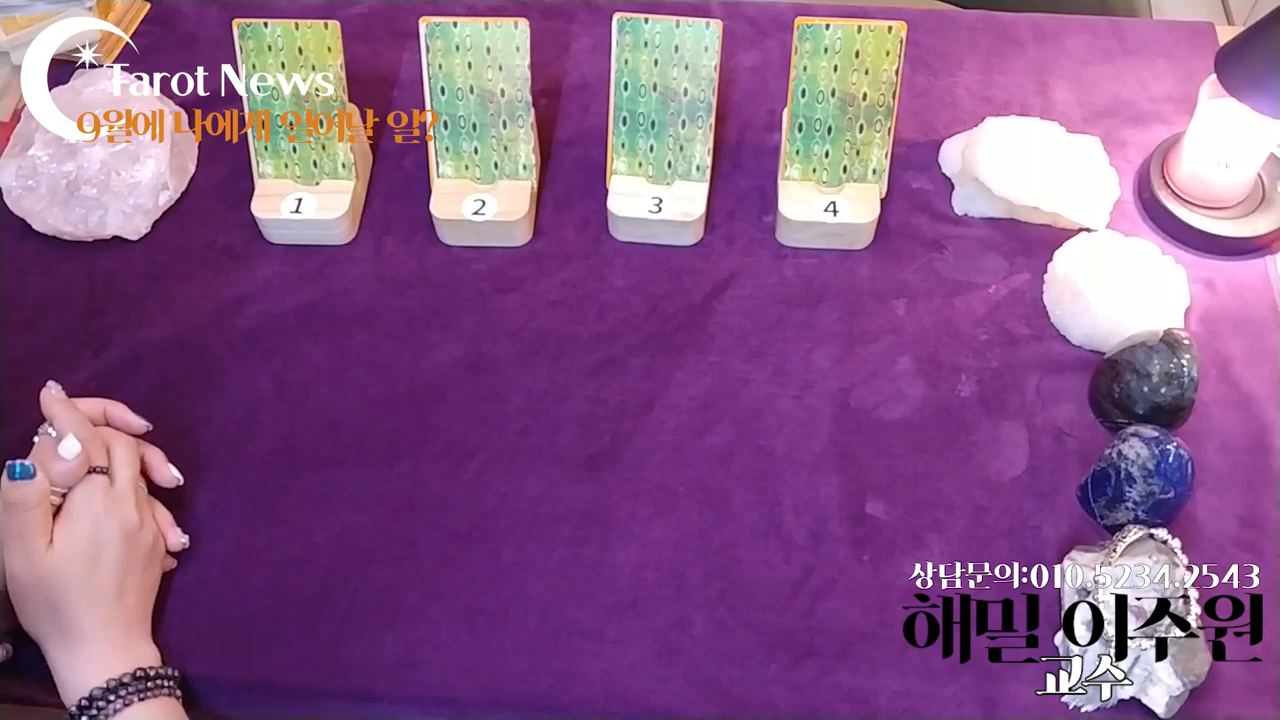 Tarot News
9월에 나에게 일어날 일?
1
2
3
4
상담문의:010.5234.2543
해밀 이주원
교수